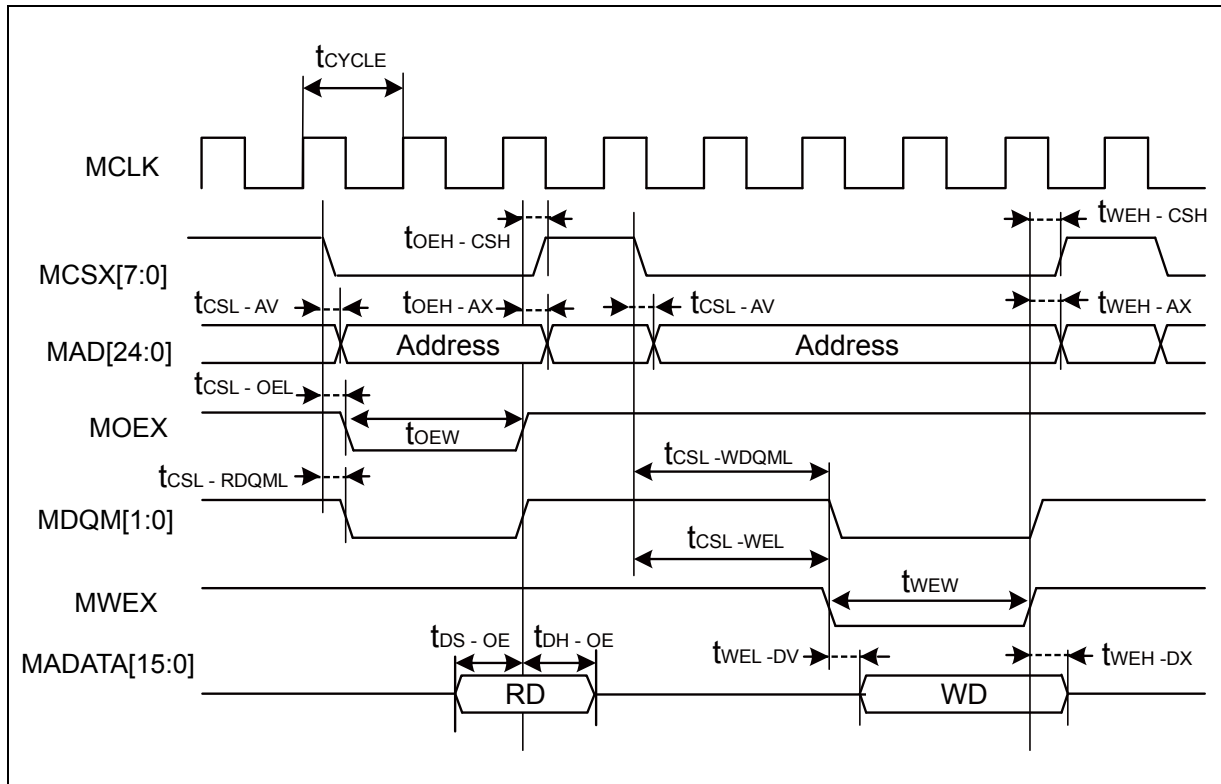 tCYCLE
MCLK
tOEH - CSH
tWEH - CSH
MCSX[7:0]
tCSL - AV
tOEH - AX
tCSL - AV
tWEH - AX
MAD[24:0]
Address
Address
tCSL - OEL
MOEX
tOEW
tCSL - RDQML
tCSL -WDQML
MDQM[1:0]
tCSL -WEL
MWEX
tWEW
tDS - OE
tDH - OE
MADATA[15:0]
tWEL -DV
tWEH -DX
RD
WD